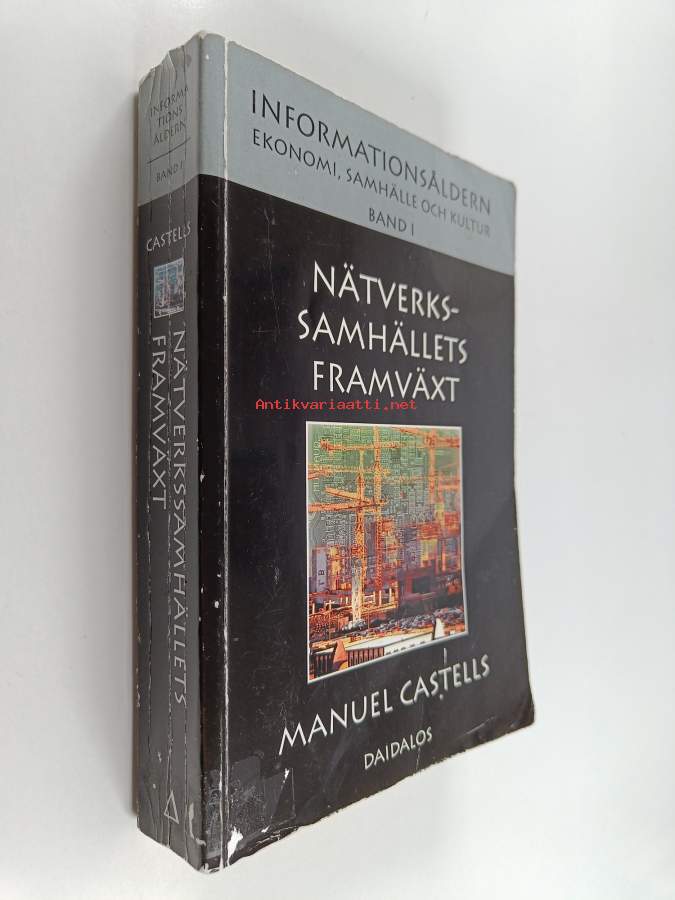 INFORMATIONSÅLDERN
EKONOMI, SAMHÄLLE OCH KULTUR
BAND I
NÄTVERKS-
SAMHÄLLETS
FRAMVÄXT
Antikvariaatti.net
MANUEL CASTELLS
DAIDALOS
INFORMA
TIONS
ÅLDERN
BAND I
CASTELLS
NÄTVERKSSAMHÄLLETS
FRAMVÄXT